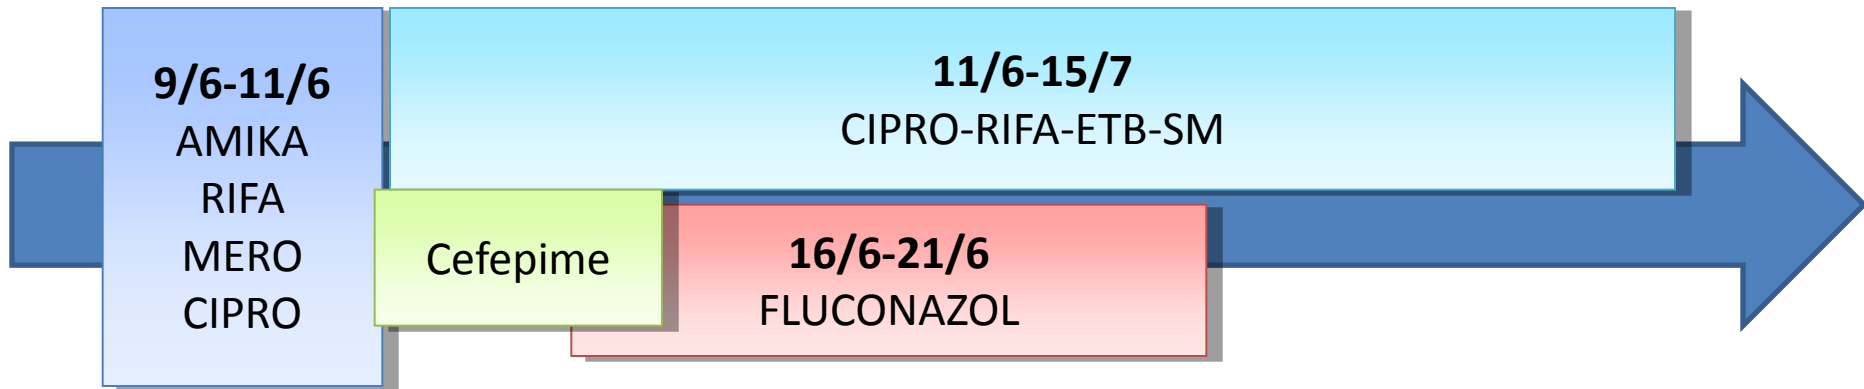 9/6-11/6
AMIKA
RIFA
MERO
CIPRO
11/6-15/7
CIPRO-RIFA-ETB-SM
Cefepime
16/6-21/6
FLUCONAZOL